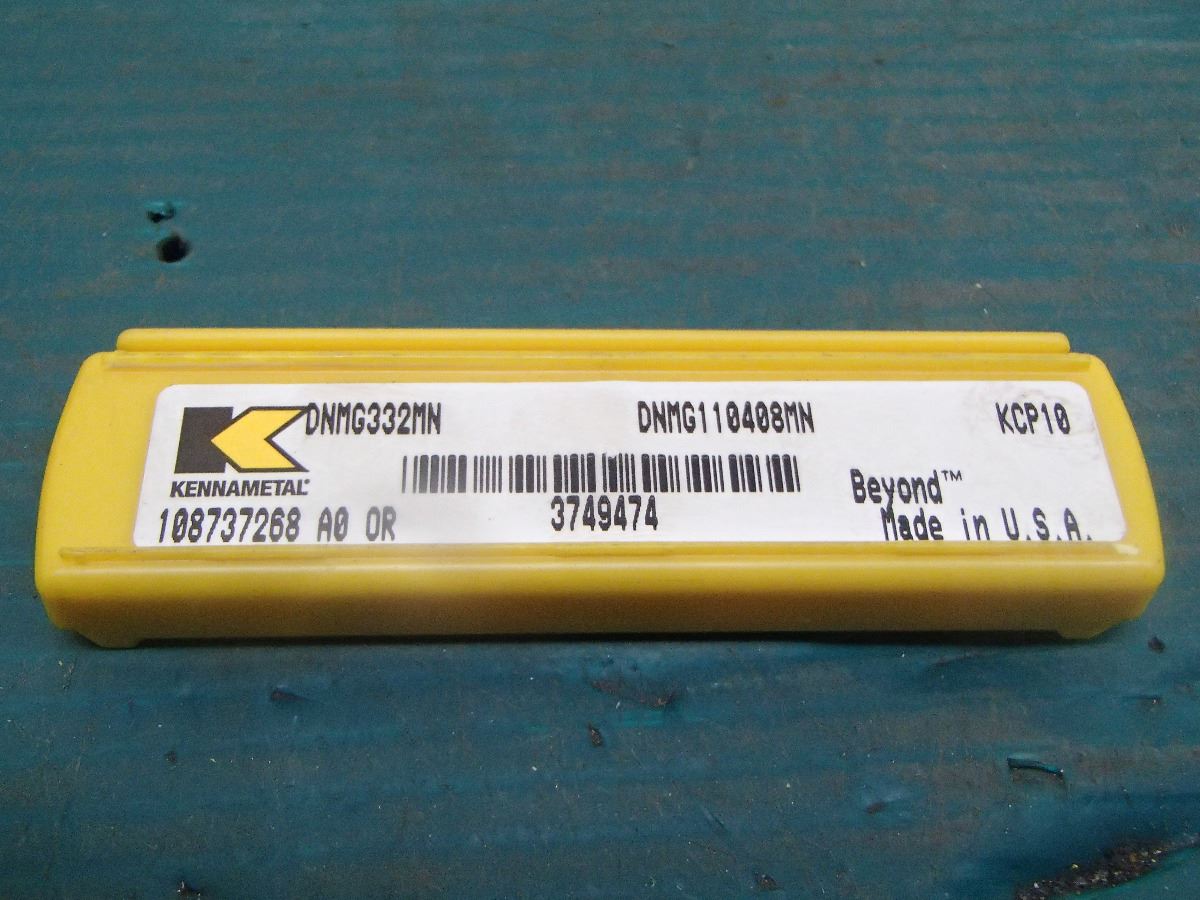 DNMG332MN DNMG110408MN KCP10
KENNAMETAL®
3749474 Beyond™
108737268 A0 OR Made in U.S.A.